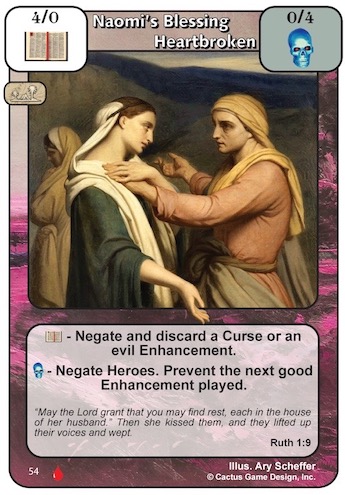 4/0
Naomi's Blessing
Heartbroken
0/4
- Negate and discard a Curse or an
evil Enhancement.
- Negate Heroes. Prevent the next good
Enhancement played.
"May the Lord grant that you may find rest, each in the house
of her husband." Then she kissed them, and they lifted up
their voices and wept.
Ruth 1:9
54
Illus. Ary Scheffer
© Cactus Game Design, Inc.